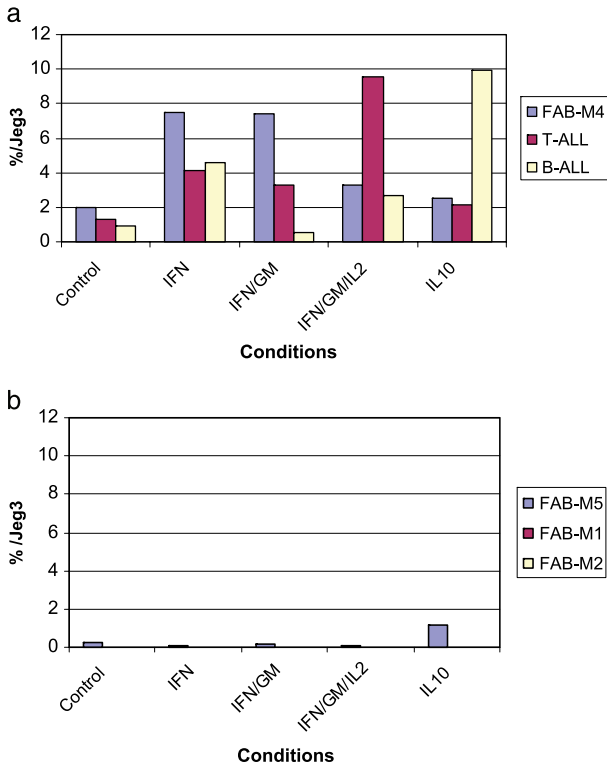 a
12
10
8
6
4
2
0
%/Jeg3
Control
IFN
IFN/GM
IFN/GM/IL2
IL10
Conditions
FAB-M4
T-ALL
B-ALL
b
12
10
8
6
4
2
0
% /Jeg3
Control
IFN
IFN/GM
IFN/GM/IL2
IL10
Conditions
FAB-M5
FAB-M1
FAB-M2